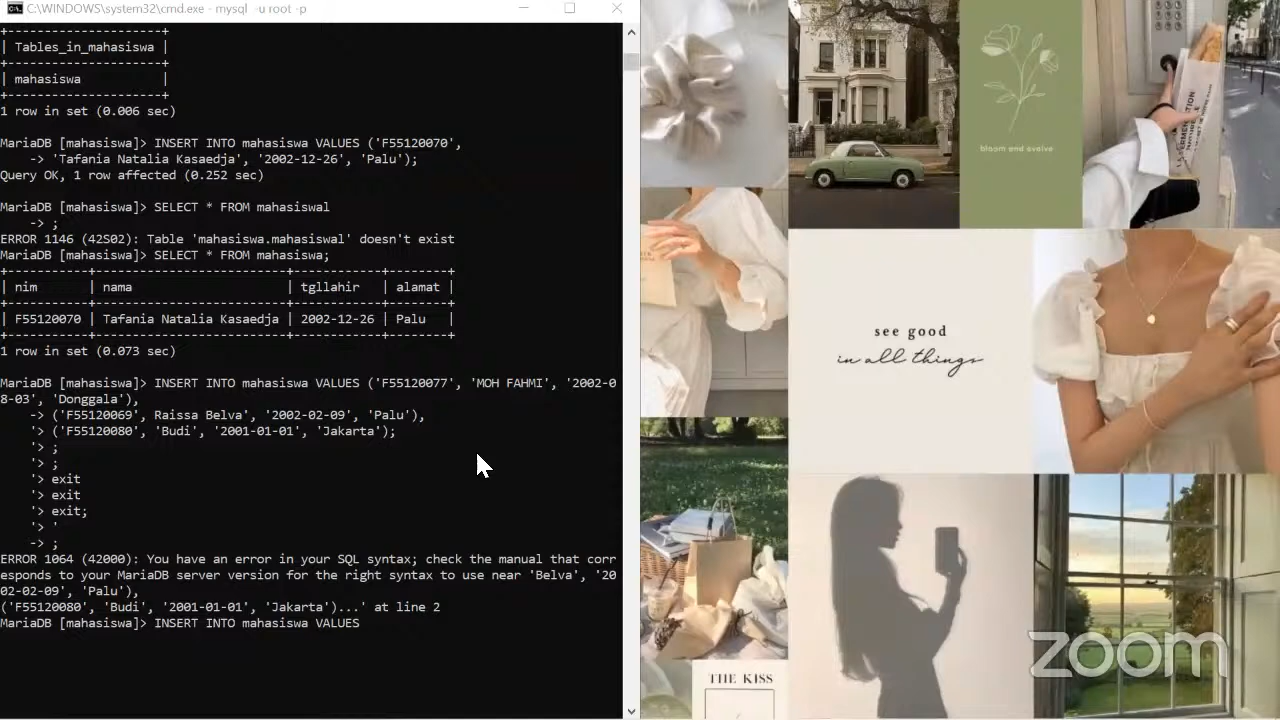 C:\WINDOWS\system32\cmd.exe - mysql -u root -p
+--------------------+
| Tables_in_mahasiswa |
+--------------------+
| mahasiswa |
+--------------------+
1 row in set (0.006 sec)
MariaDB [mahasiswa]> INSERT INTO mahasiswa VALUES ('F55120070',
-> 'Tafania Natalia Kasaedja', '2002-12-26', 'Palu');
Query OK, 1 row affected (0.252 sec)
MariaDB [mahasiswa]> SELECT * FROM mahasiswal
-> ;
ERROR 1146 (42S02): Table 'mahasiswa.mahasiswal' doesn't exist
MariaDB [mahasiswa]> SELECT * FROM mahasiswa;
+-----------+--------------------------+------------+--------+
| nim | nama | tgllahir | alamat |
+-----------+--------------------------+------------+--------+
| F55120070 | Tafania Natalia Kasaedja | 2002-12-26 | Palu |
+-----------+--------------------------+------------+--------+
1 row in set (0.073 sec)
MariaDB [mahasiswa]> INSERT INTO mahasiswa VALUES ('F55120077', 'MOH FAHMI', '2002-0
8-03', 'Donggala'),
-> ('F55120069', Raissa Belva', '2002-02-09', 'Palu'),
'> ('F55120080', 'Budi', '2001-01-01', 'Jakarta');
'> ;
'> ;
'> exit
'> exit
'> exit;
'> '
-> ;
ERROR 1064 (42000): You have an error in your SQL syntax; check the manual that corr
esponds to your MariaDB server version for the right syntax to use near 'Belva', '20
02-02-09', 'Palu'),
('F55120080', 'Budi', '2001-01-01', 'Jakarta')...' at line 2
MariaDB [mahasiswa]> INSERT INTO mahasiswa VALUES
bloom and evolve
see good
in all things
THE KISS
zoom